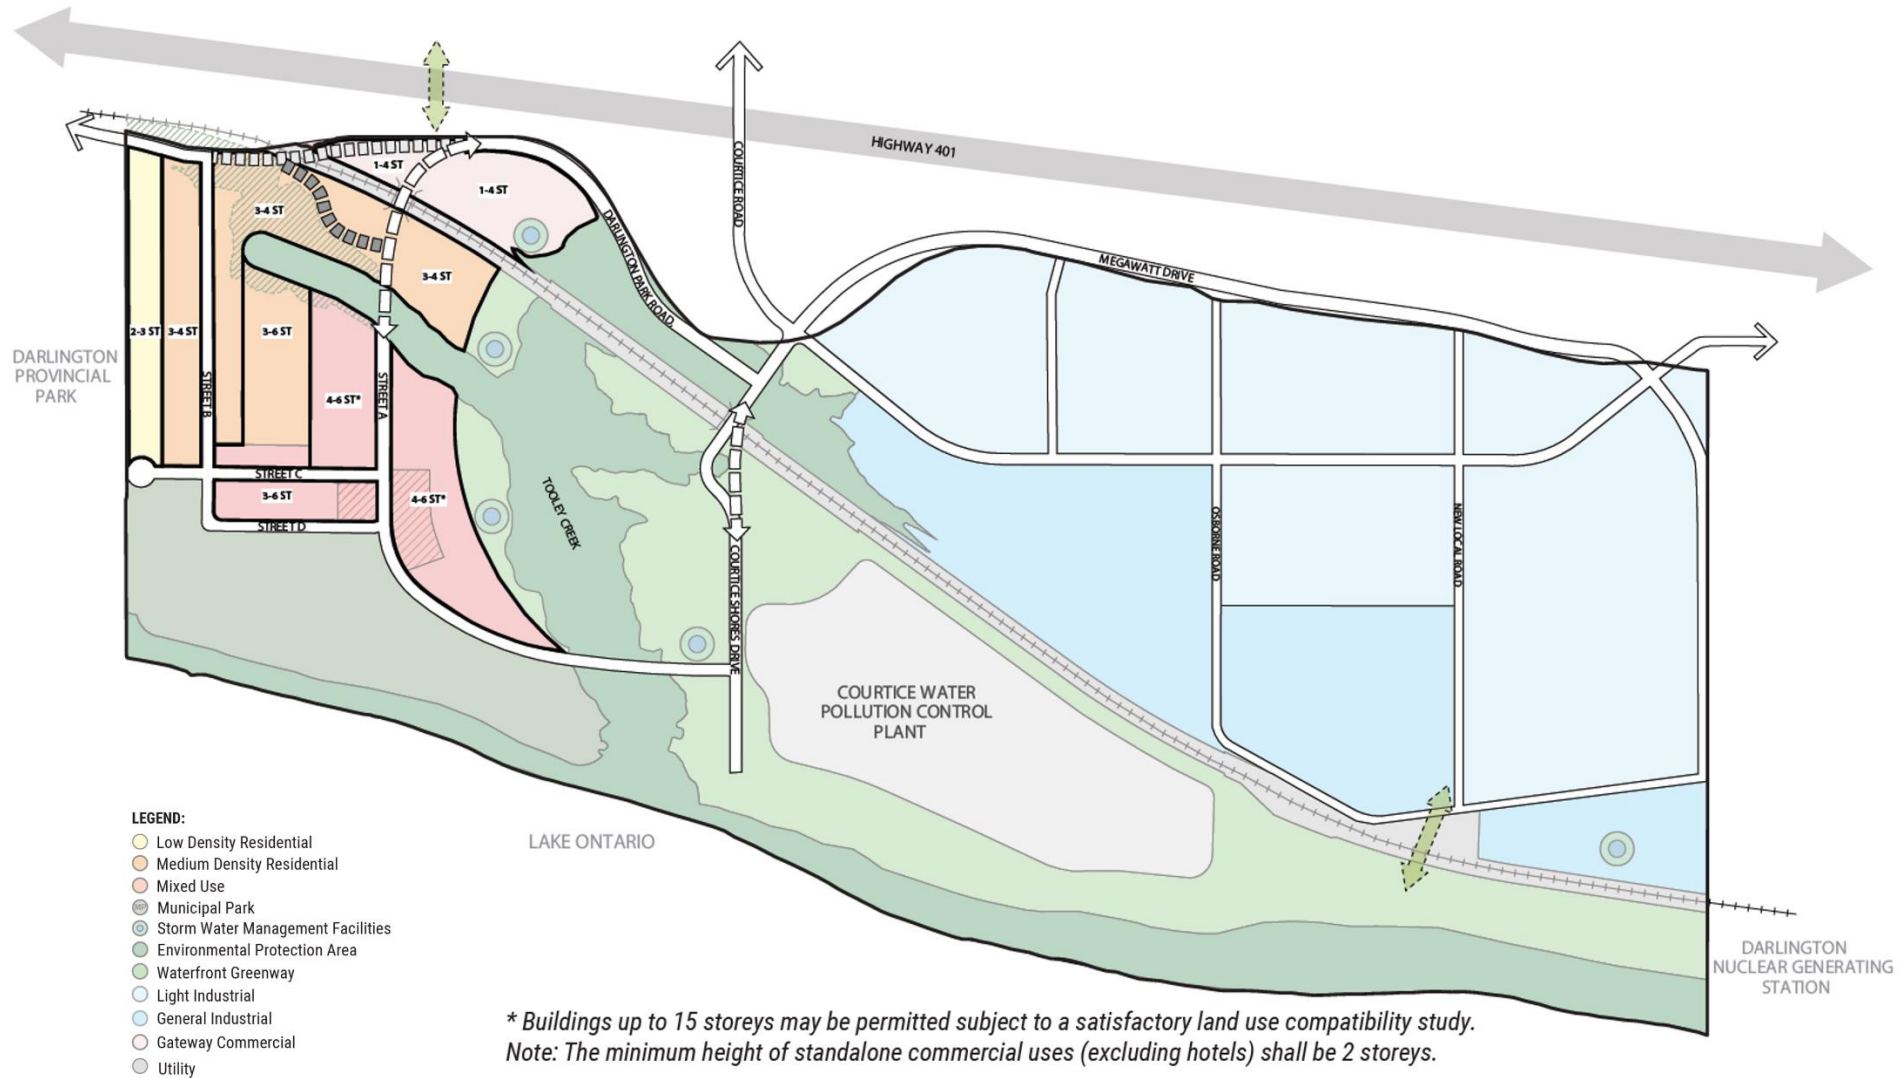 HIGHWAY 401
COURTICE ROAD
1-4 ST
1-4 ST
3-4 ST
DARLINGTON PARK ROAD
MEGAWATT DRIVE
3-4 ST
2-3 ST
3-4 ST
3-6 ST
DARLINGTON
PROVINCIAL
PARK
STREET B
STREET A
4-6 ST*
STREET C
3-6 ST
4-6 ST*
STREET D
TOOLEY CREEK
OSBORNE ROAD
NEW LOCAL ROAD
COURTICE SHORES DRIVE
COURTICE WATER
POLLUTION CONTROL
PLANT
LAKE ONTARIO
DARLINGTON
NUCLEAR GENERATING
STATION
LEGEND:
Low Density Residential
Medium Density Residential
Mixed Use
MP Municipal Park
Storm Water Management Facilities
Environmental Protection Area
Waterfront Greenway
Light Industrial
General Industrial
Gateway Commercial
Utility
* Buildings up to 15 storeys may be permitted subject to a satisfactory land use compatibility study.
Note: The minimum height of standalone commercial uses (excluding hotels) shall be 2 storeys.